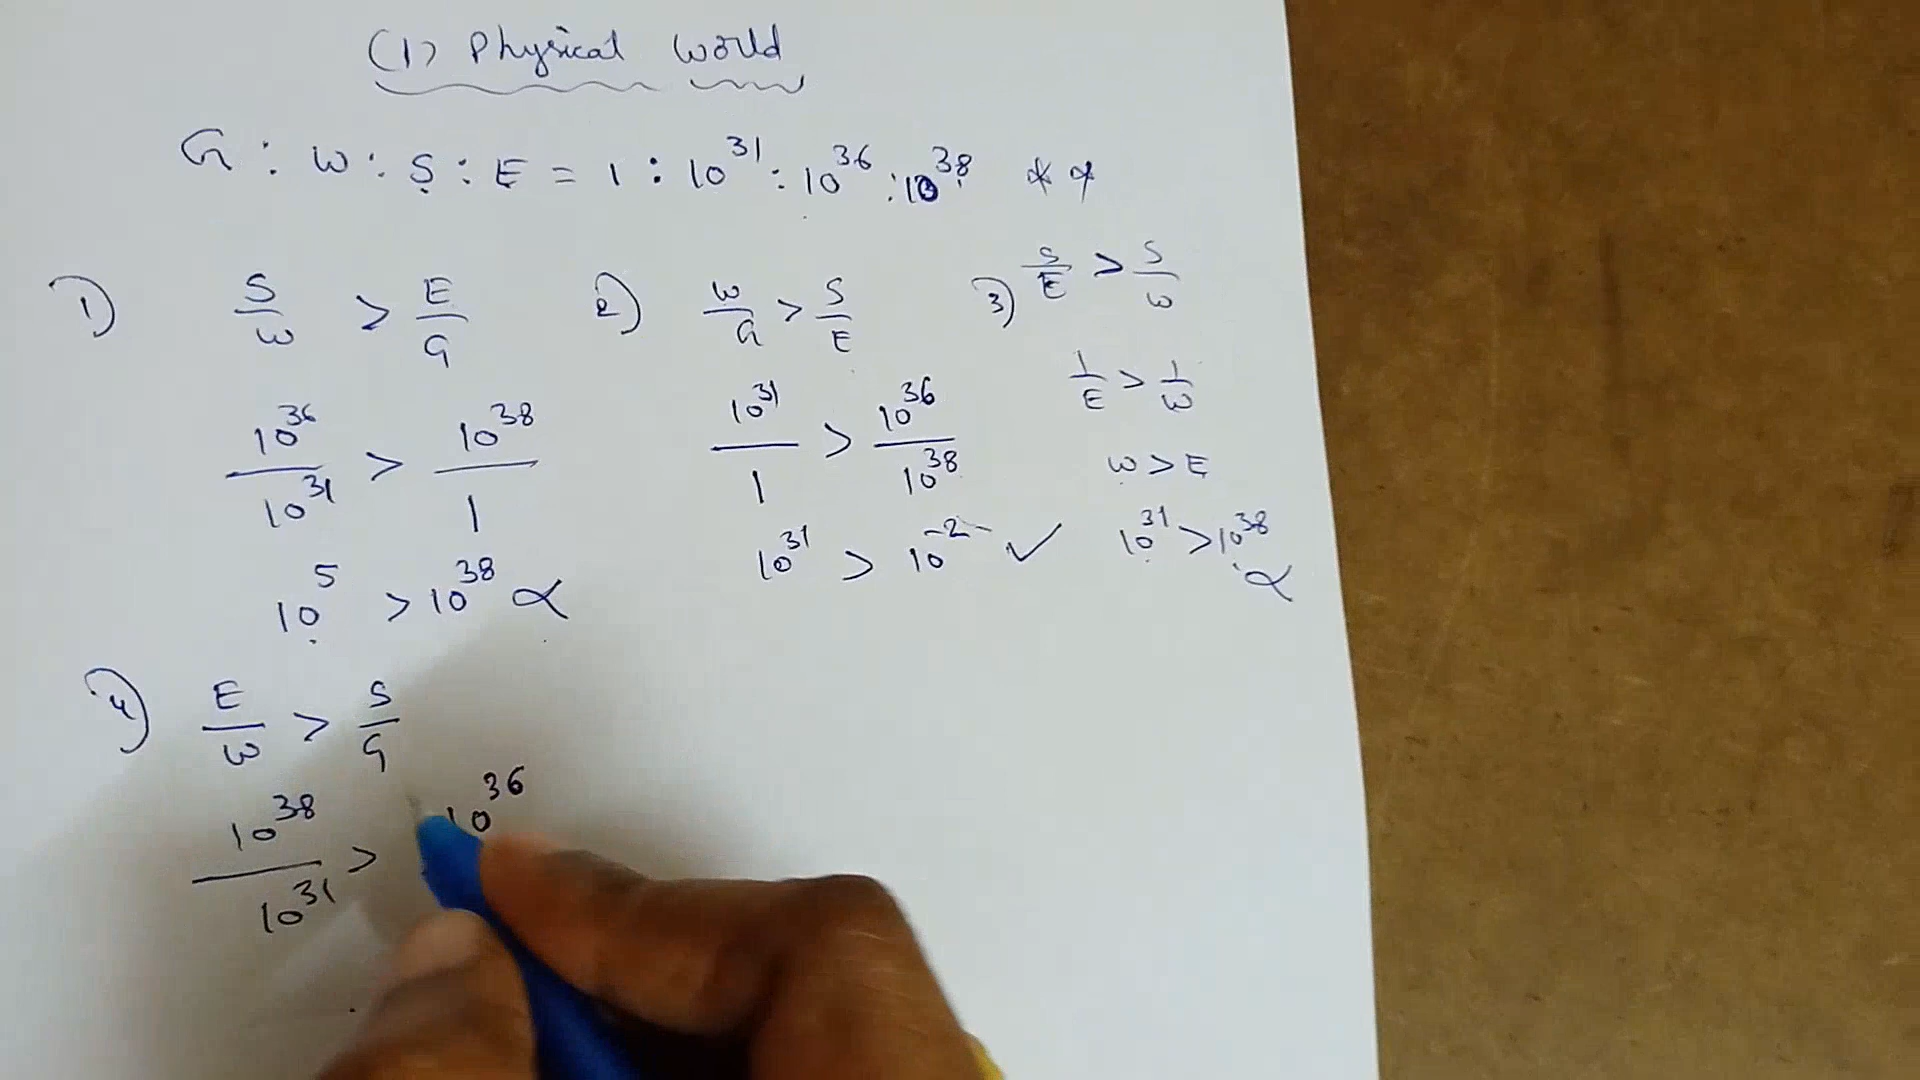 (1) Physical World
G : W : S : E = 1 : 10^31 : 10^36 : 10^38 **
1) S/W > E/G
10^36/10^31 > 10^38/1
10^5 > 10^38 ×
2) W/G > S/E
10^31/1 > 10^36/10^38
10^31 > 10^-2 ✓
3) S/E > S/W
1/E > 1/W
W > E
10^31 > 10^38 ×
4) E/W > S/G
10^38/10^31 > 10^36